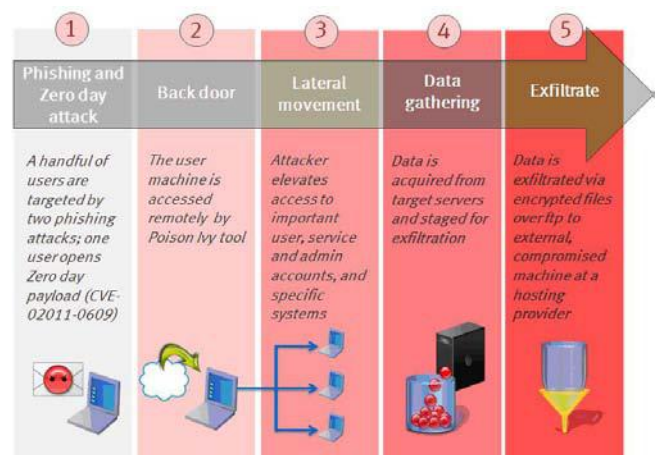 1
Phishing and
Zero day
attack
A handful of
users are
targeted by
two phishing
attacks; one
user opens
Zero day
payload (CVE-
02011-0609)
2
Back door
The user
machine is
accessed
remotely by
Poison Ivy tool
3
Lateral
movement
Attacker
elevates
access to
important
user, service
and admin
accounts, and
specific
systems
4
Data
gathering
Data is
acquired from
target servers
and staged for
exfiltration
5
Exfiltrate
Data is
exfiltrated via
encrypted files
over ftp to
external,
compromised
machine at a
hosting
provider